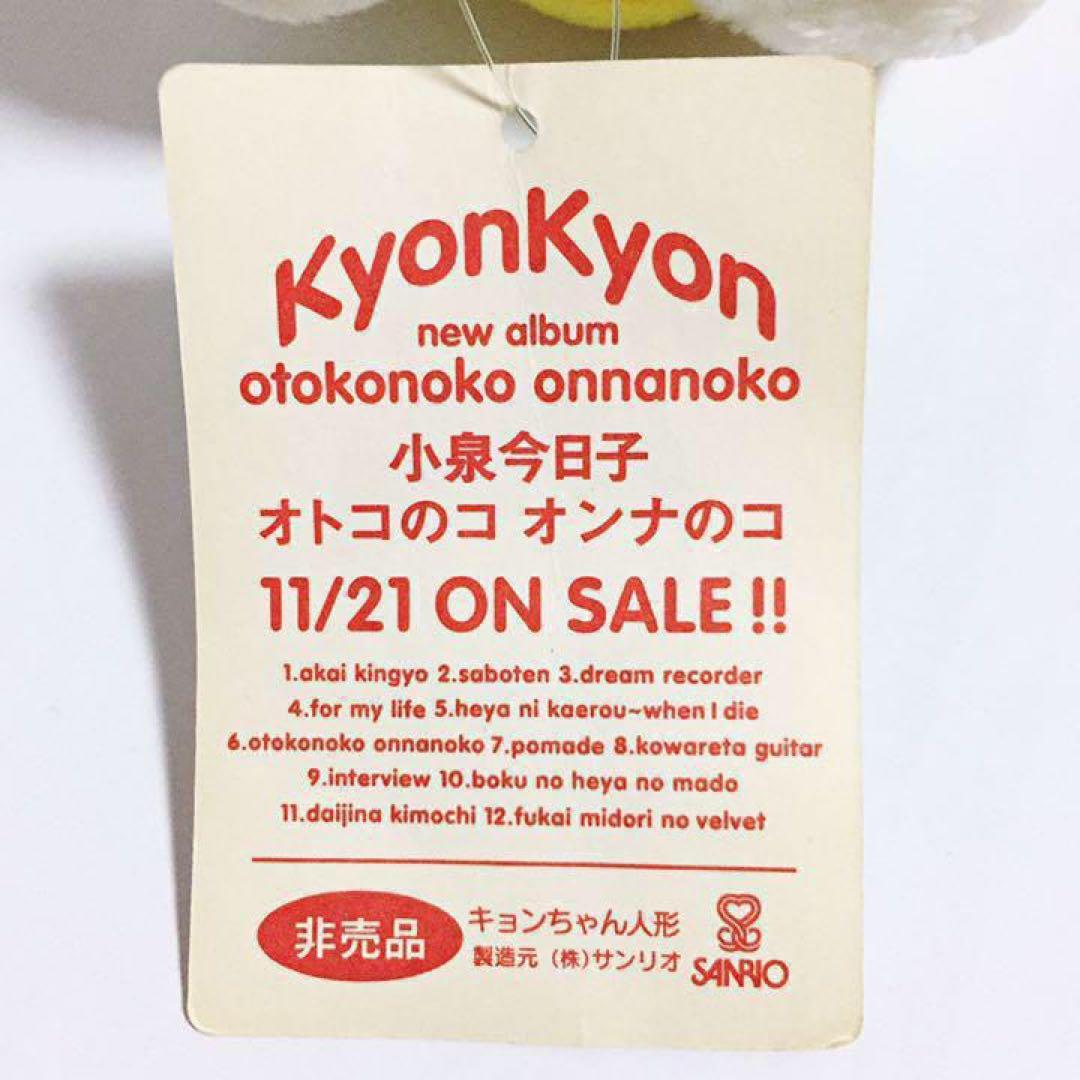 KyonKyon
new album
otokonoko onnanoko
小泉今日子
オトコのコ オンナのコ
11/21 ON SALE !!
1.akai kingyo 2.saboten 3.dream recorder
4.for my life 5.heya ni kaerou~when I die
6.otokonoko onnanoko 7.pomade 8.kowareta guitar
9.interview 10.boku no heya no mado
11.daijina kimochi 12.fukai midori no velvet
非売品
キョンちゃん人形
製造元 (株)サンリオ
SANRIO